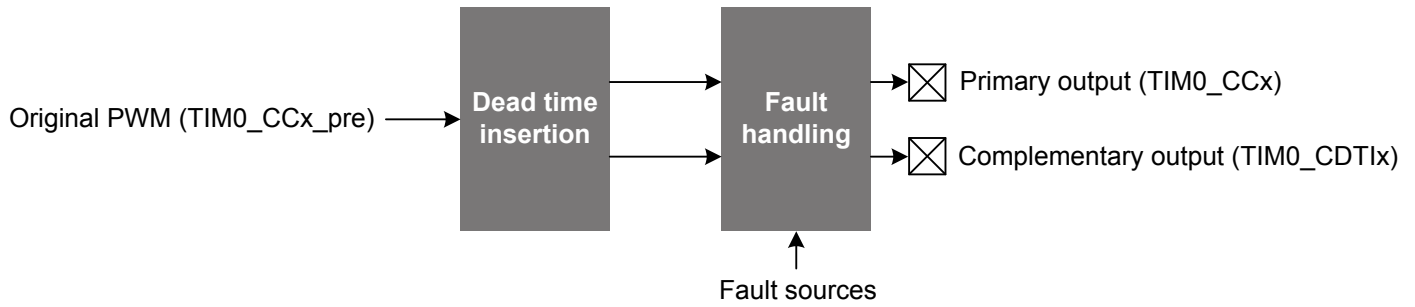 Original PWM (TIM0_CCx_pre)
Dead time
insertion
Fault
handling
Primary output (TIM0_CCx)
Complementary output (TIM0_CDTIx)
Fault sources